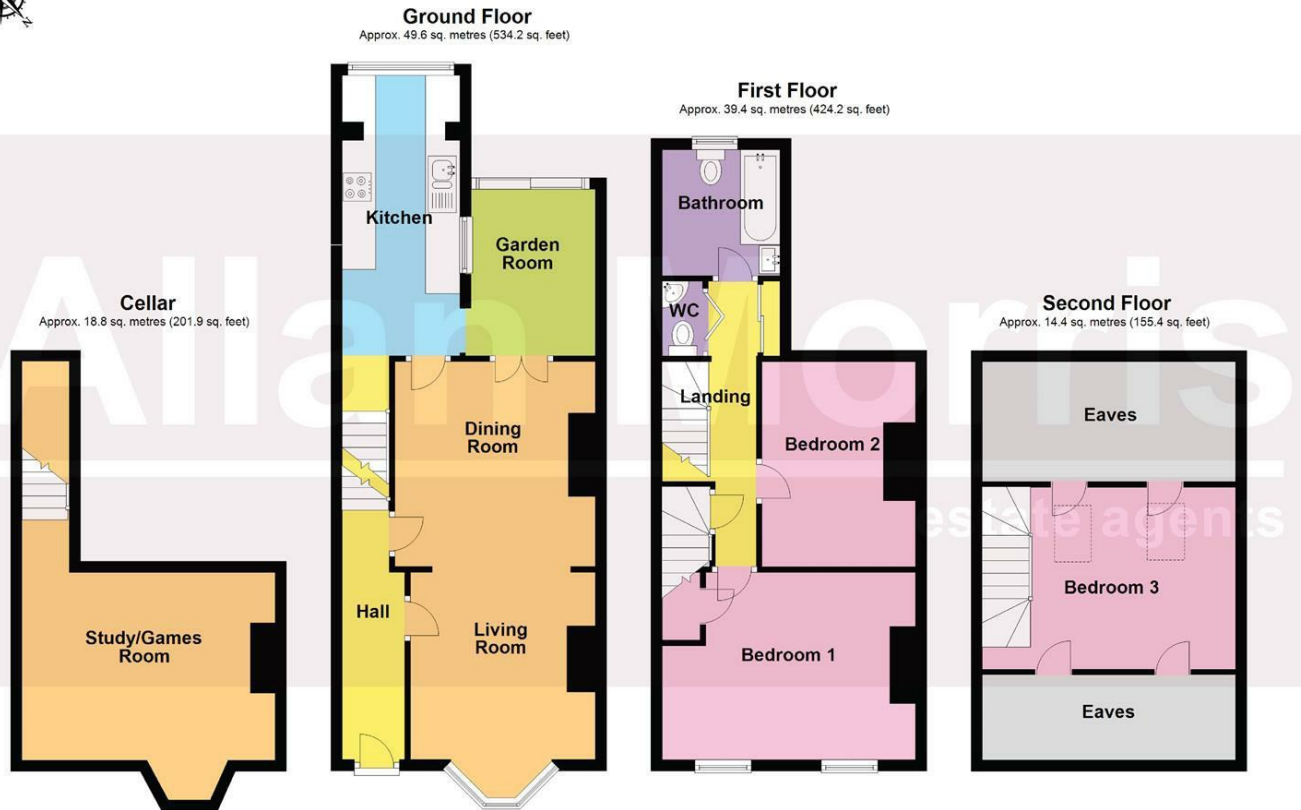 Ground Floor
Approx. 49.6 sq. metres (534.2 sq. feet)
Kitchen
Garden
Room
Dining
Room
Hall
Living
Room
First Floor
Approx. 39.4 sq. metres (424.2 sq. feet)
Bathroom
WC
Landing
Bedroom 2
Bedroom 1
Cellar
Approx. 18.8 sq. metres (201.9 sq. feet)
Study/Games
Room
Second Floor
Approx. 14.4 sq. metres (155.4 sq. feet)
Eaves
Bedroom 3
Eaves
Allan Morris
estate agents